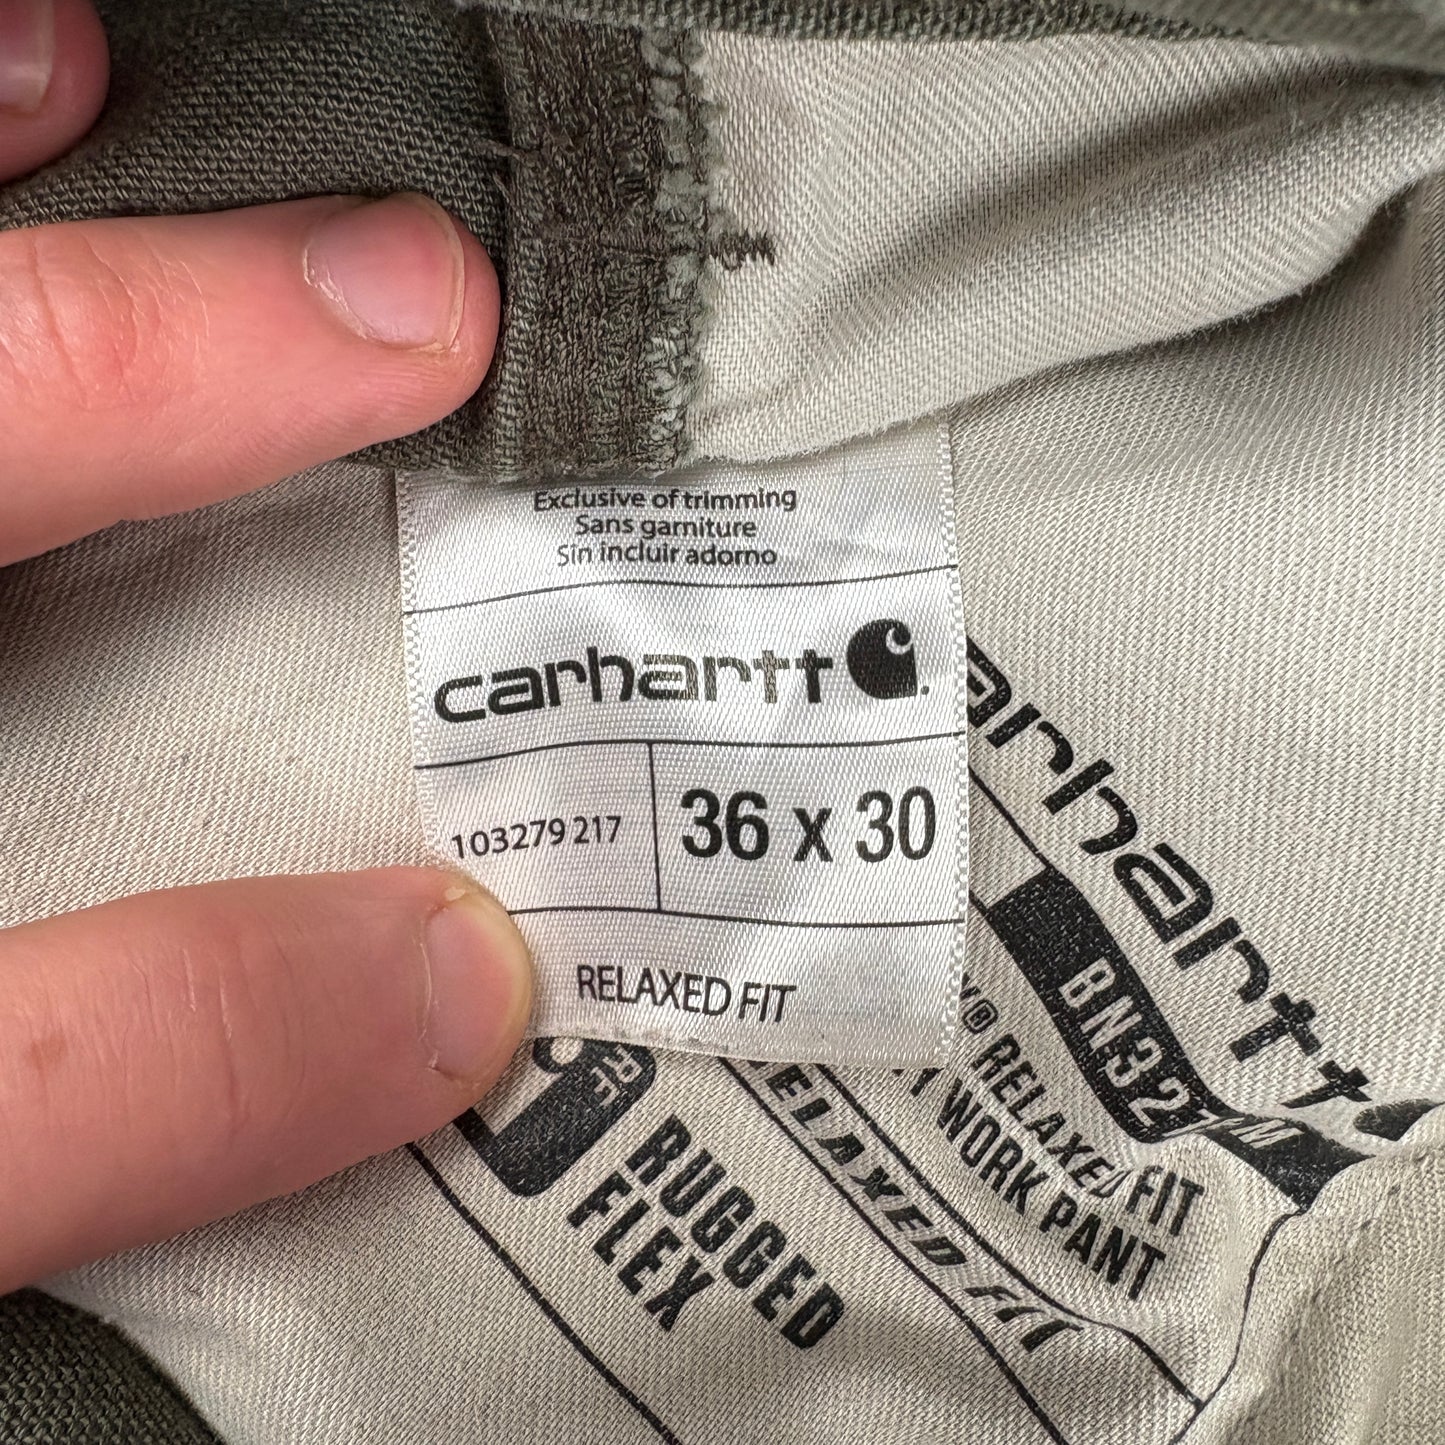 Exclusive of trimming
Sans garniture
Sin incluir adorno
carhartt
103279 217
36 x 30
RELAXED FIT
arhartt
RELAXED FIT
WORK PANT
RELAXED FIT
RF
RUGGED
FLEX